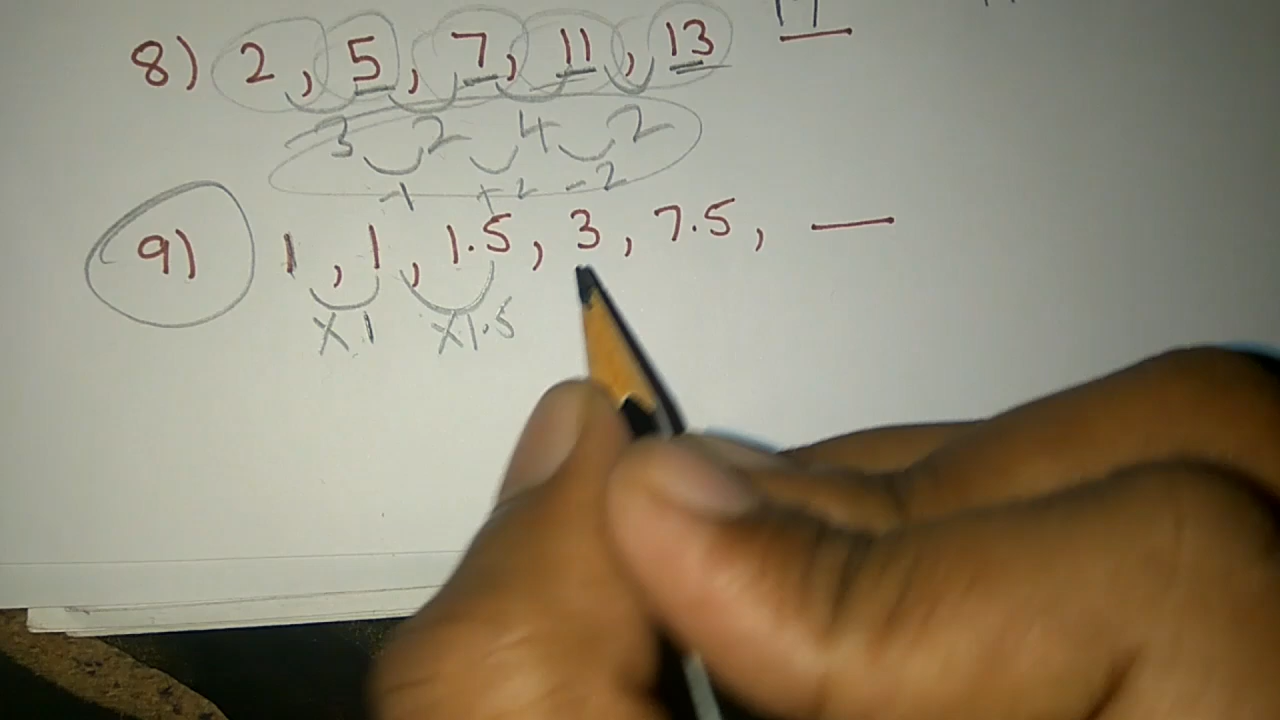 8) 2, 5, 7, 11, 13
3 2 4 2
-1 +2 -2
9) 1, 1, 1.5, 3, 7.5, __
X1 X1.5